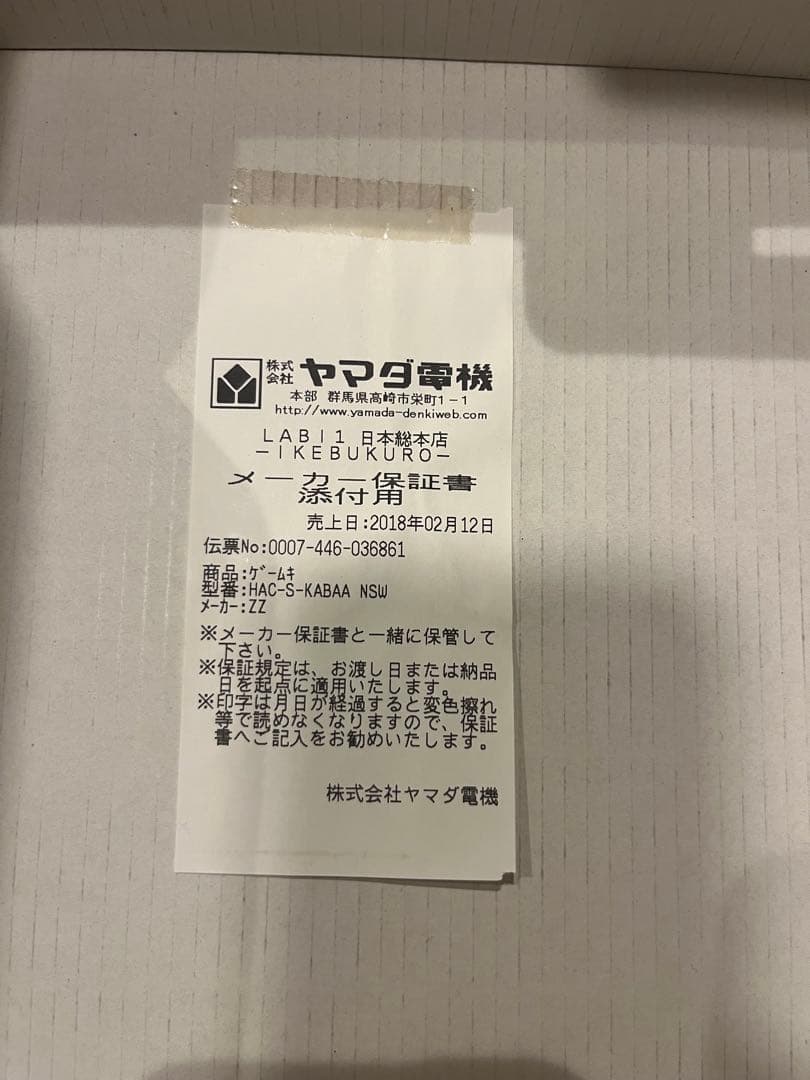 株式会社 ヤマダ電機
本部 群馬県高崎市栄町1-1
http://www.yamada-denkiweb.com
LABI1 日本総本店
-IKEBUKURO-
メーカー保証書
添付用
売上日:2018年02月12日
伝票No:0007-446-036861
商品:ｹﾞｰﾑｷ
型番:HAC-S-KABAA NSW
ﾒｰｶｰ:ZZ
※メーカー保証書と一緒に保管して
下さい。
※保証規定は、お渡し日または納品
日を起点に適用いたします。
※印字は月日が経過すると変色擦れ
等で読めなくなりますので、保証
書へご記入をお勧めいたします。
株式会社ヤマダ電機